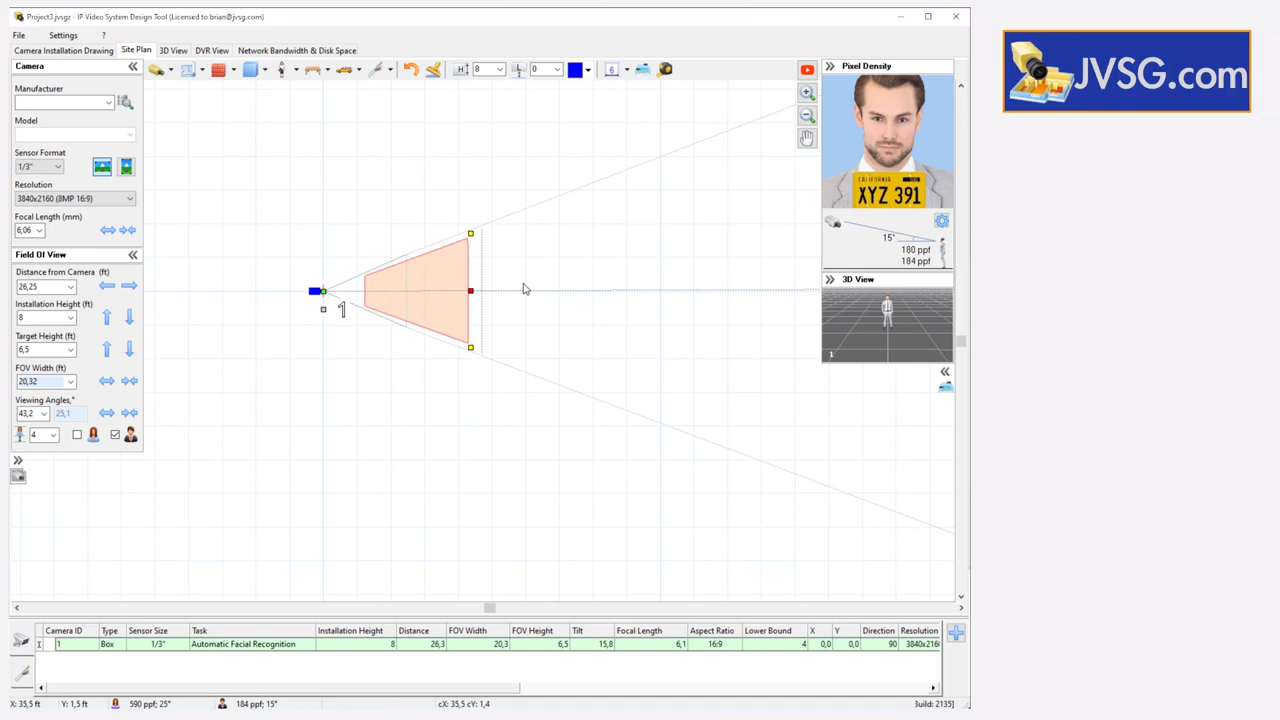 Project3.jvsgz - IP Video System Design Tool (Licensed to brian@jvsg.com)
File Settings ?
Camera Installation Drawing Site Plan 3D View DVR View Network Bandwidth & Disk Space
JVSG.com
Camera
H 8 L 0 6
Pixel Density
Manufacturer
Model
Sensor Format
1/3"
Resolution
3840x2160 (8MP 16:9)
Focal Length (mm)
6,06
CALIFORNIA
XYZ 391
15°
180 ppf
184 ppf
Field Of View
Distance from Camera (ft)
26,25
Installation Height (ft)
8
Target Height (ft)
6,5
FOV Width (ft)
20,32
Viewing Angles,°
43,2 25,1
4
3D View
1
1
Camera ID Type Sensor Size Task Installation Height Distance FOV Width FOV Height Tilt Focal Length Aspect Ratio Lower Bound X Y Direction Resolution
1 Box 1/3" Automatic Facial Recognition 8 26,3 20,3 6,5 15,8 6,1 16:9 4 0,0 0,0 90 3840x2160
X: 35,5 ft Y: 1,5 ft 590 ppf; 25° 184 ppf; 15° cX: 35,5 cY: 1,4 Build: 2135]